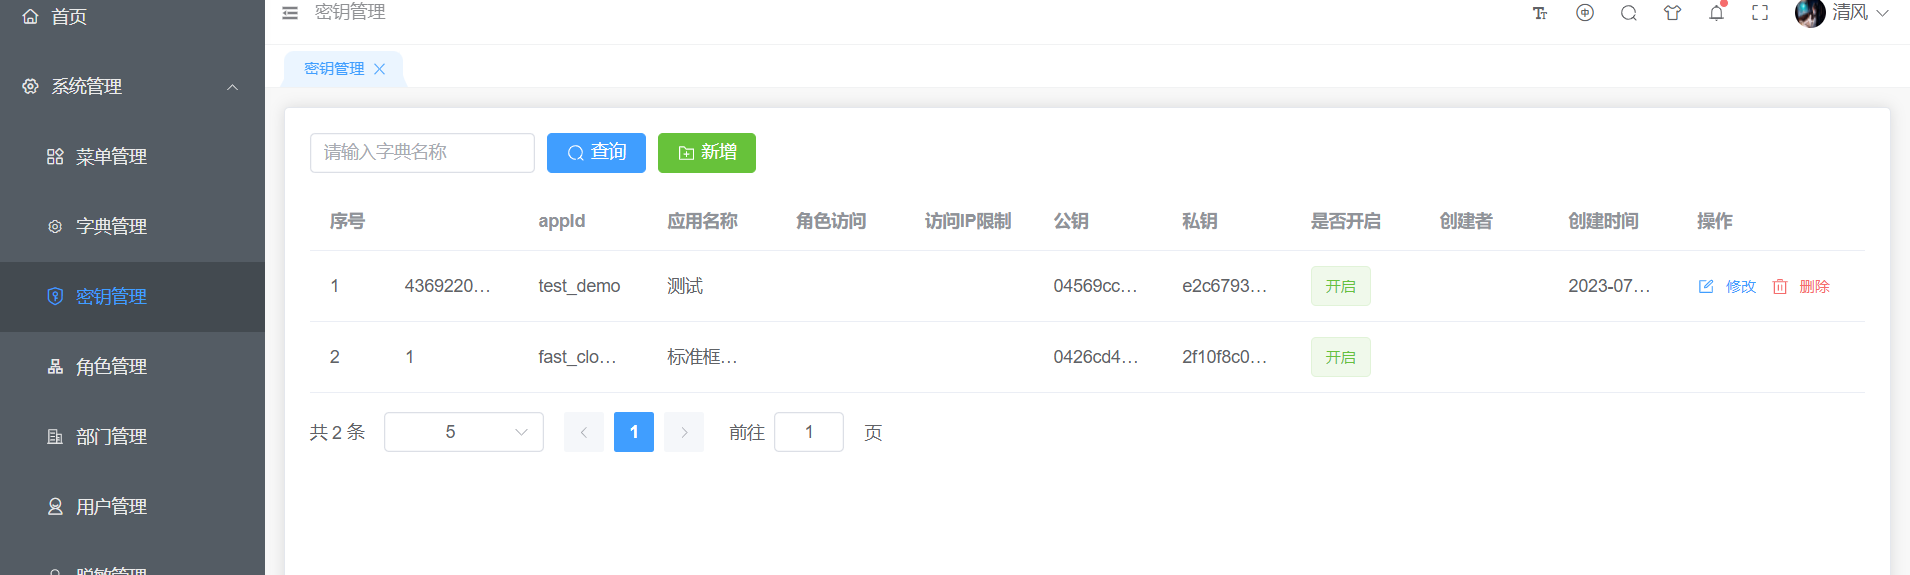 首页
系统管理
菜单管理
字典管理
密钥管理
角色管理
部门管理
用户管理
脱敏管理
密钥管理
清风
密钥管理
请输入字典名称 查询 新增
序号 appId 应用名称 角色访问 访问IP限制 公钥 私钥 是否开启 创建者 创建时间 操作
1 4369220... test_demo 测试 04569cc... e2c6793... 开启 2023-07... 修改 删除
2 1 fast_clo... 标准框... 0426cd4... 2f10f8c0... 开启
共 2 条 5 1 前往 1 页